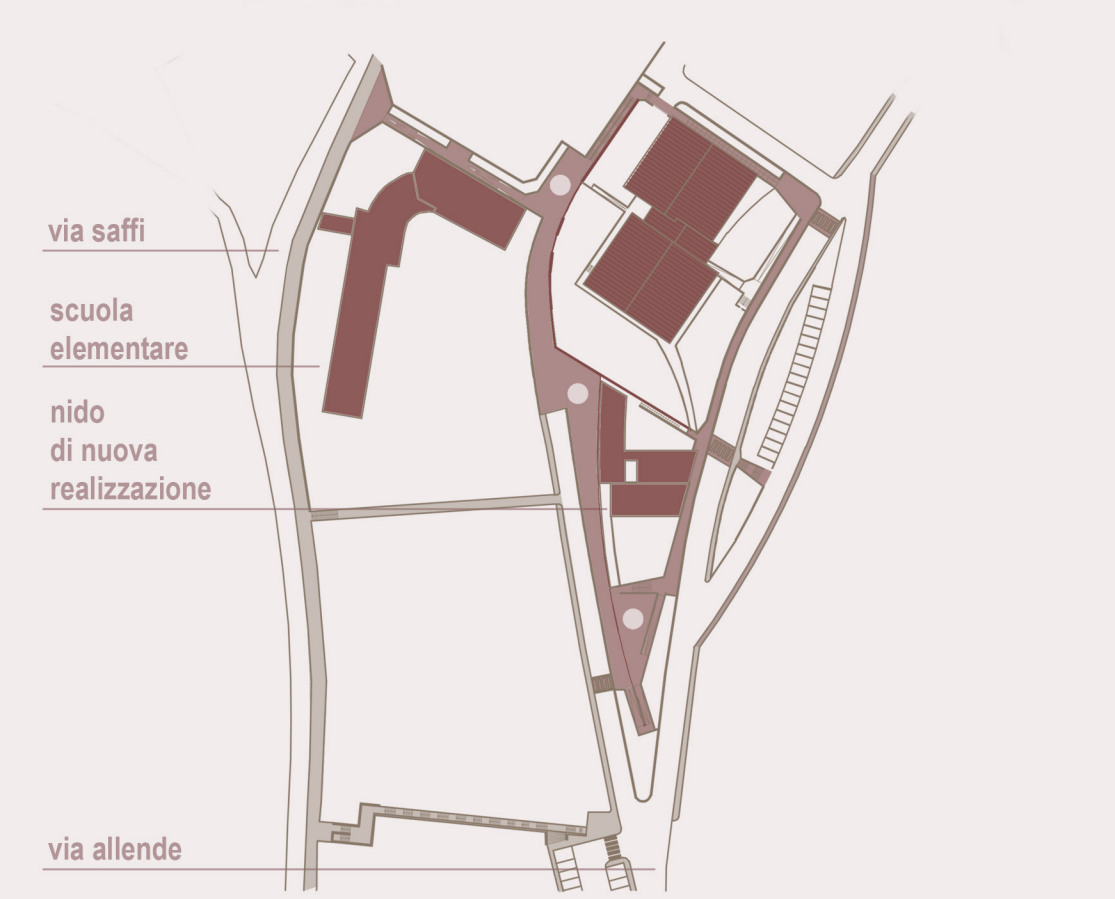 via saffi
scuola
elementare
nido
di nuova
realizzazione
via allende